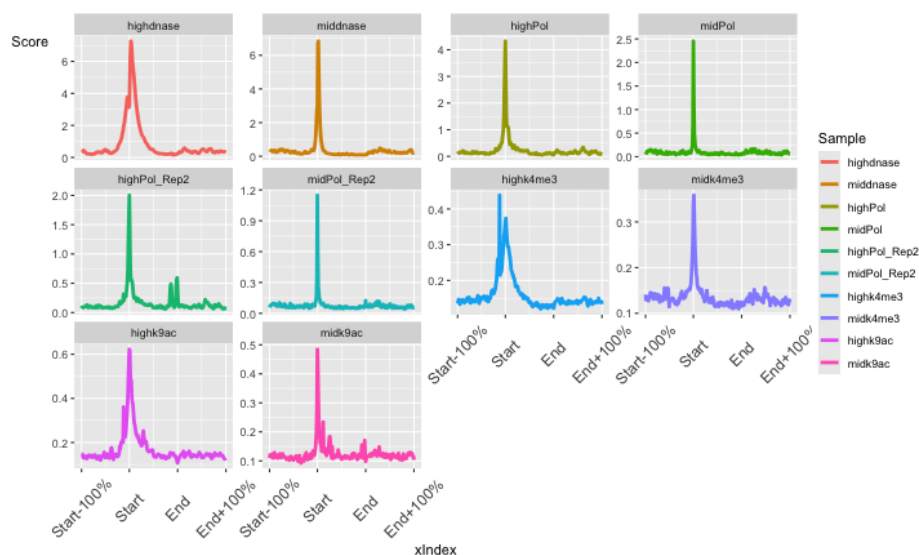 Score
highdnase
middnase
highPol
midPol
6
4
2
0
6
4
2
0
4
3
2
1
0
2.5
2.0
1.5
1.0
0.5
0.0
highPol_Rep2
midPol_Rep2
highk4me3
midk4me3
2.0
1.5
1.0
0.5
0.0
1.2
0.9
0.6
0.3
0.0
0.4
0.3
0.2
0.3
0.2
0.1
highk9ac
midk9ac
0.6
0.4
0.2
0.5
0.4
0.3
0.2
0.1
Start-100%
Start
End
End+100%
Start-100%
Start
End
End+100%
Start-100%
Start
End
End+100%
Start-100%
Start
End
End+100%
xIndex
Sample
highdnase
middnase
highPol
midPol
highPol_Rep2
midPol_Rep2
highk4me3
midk4me3
highk9ac
midk9ac